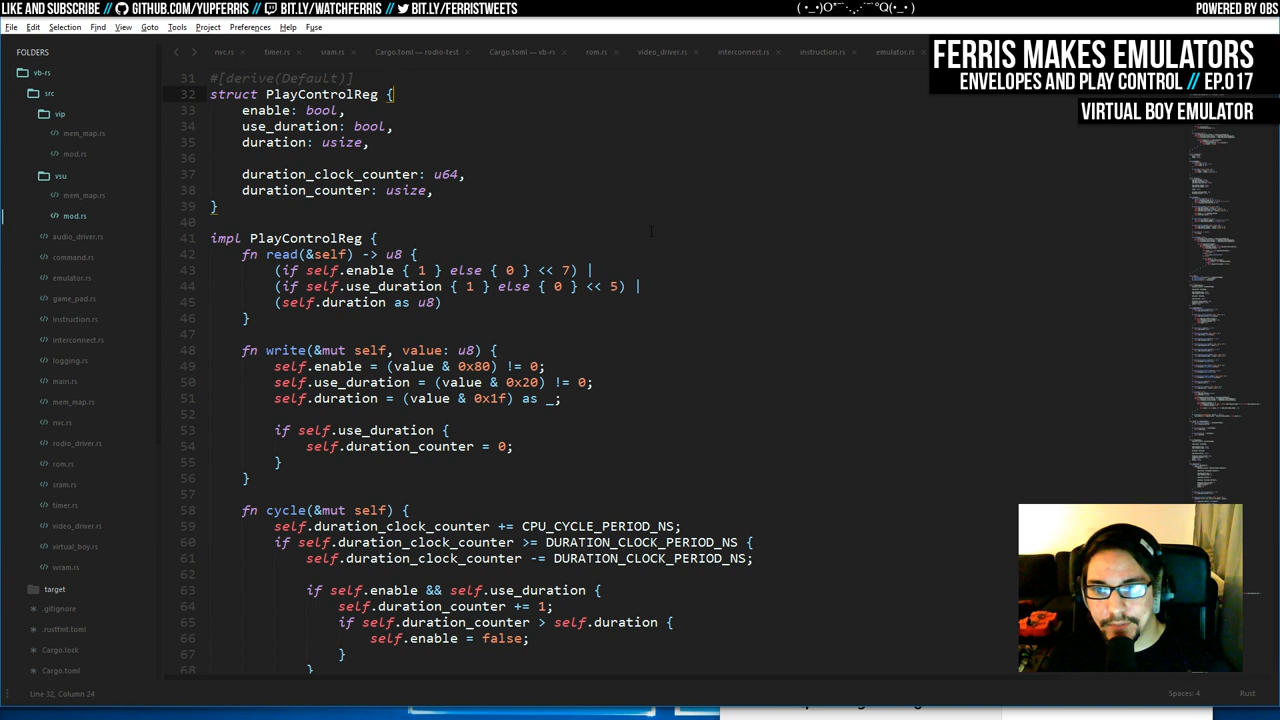 LIKE AND SUBSCRIBE // GITHUB.COM/YUPFERRIS // BIT.LY/WATCHFERRIS // BIT.LY/FERRISTWEETS
POWERED BY OBS
File Edit Selection Find View Goto Tools Project Preferences Help Fuse
FERRIS MAKES EMULATORS
ENVELOPES AND PLAY CONTROL // EP.017
VIRTUAL BOY EMULATOR
nvc.rs timer.rs sram.rs Cargo.toml — rodio-test Cargo.toml — vb-rs rom.rs video_driver.rs interconnect.rs instruction.rs emulator.rs
FOLDERS
vb-rs
src
vip
mem_map.rs
mod.rs
vsu
mem_map.rs
mod.rs
audio_driver.rs
command.rs
emulator.rs
game_pad.rs
instruction.rs
interconnect.rs
logging.rs
main.rs
mem_map.rs
nvc.rs
rodio_driver.rs
rom.rs
sram.rs
timer.rs
video_driver.rs
virtual_boy.rs
wram.rs
target
.gitignore
.rustfmt.toml
Cargo.lock
Cargo.toml
31 #[derive(Default)]
32 struct PlayControlReg {
33 enable: bool,
34 use_duration: bool,
35 duration: usize,
36
37 duration_clock_counter: u64,
38 duration_counter: usize,
39 }
40
41 impl PlayControlReg {
42 fn read(&self) -> u8 {
43 (if self.enable { 1 } else { 0 } << 7) |
44 (if self.use_duration { 1 } else { 0 } << 5) |
45 (self.duration as u8)
46 }
47
48 fn write(&mut self, value: u8) {
49 self.enable = (value & 0x80) != 0;
50 self.use_duration = (value & 0x20) != 0;
51 self.duration = (value & 0x1f) as _;
52
53 if self.use_duration {
54 self.duration_counter = 0;
55 }
56 }
57
58 fn cycle(&mut self) {
59 self.duration_clock_counter += CPU_CYCLE_PERIOD_NS;
60 if self.duration_clock_counter >= DURATION_CLOCK_PERIOD_NS {
61 self.duration_clock_counter -= DURATION_CLOCK_PERIOD_NS;
62
63 if self.enable && self.use_duration {
64 self.duration_counter += 1;
65 if self.duration_counter > self.duration {
66 self.enable = false;
67 }
68 }
Line 32, Column 24
Spaces: 4
Rust